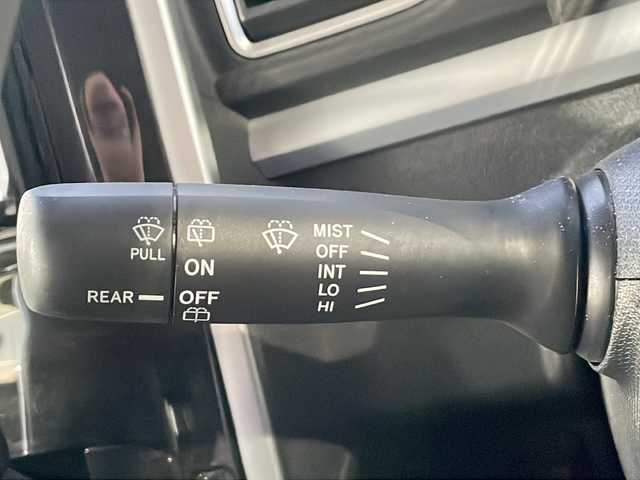 PULL
REAR
ON
OFF
MIST
OFF
INT
LO
HI